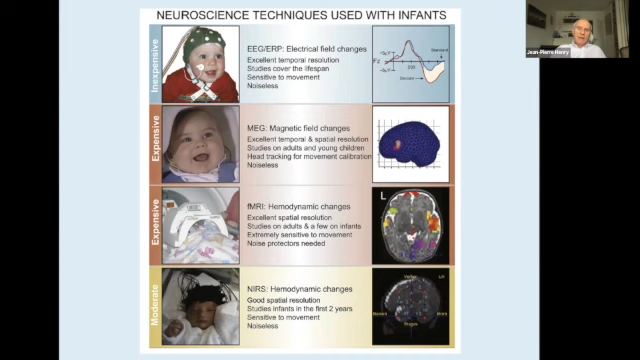 NEUROSCIENCE TECHNIQUES USED WITH INFANTS
Inexpensive
EEG/ERP: Electrical field changes
Excellent temporal resolution
Studies cover the lifespan
Sensitive to movement
Noiseless
Standard
Fz
Deviant
Expensive
MEG: Magnetic field changes
Excellent temporal & spatial resolution
Studies on adults and young children
Head tracking for movement calibration
Noiseless
Expensive
fMRI: Hemodynamic changes
Excellent spatial resolution
Studies on adults & a few on infants
Extremely sensitive to movement
Noise protectors needed
L
Moderate
NIRS: Hemodynamic changes
Good spatial resolution
Studies infants in the first 2 years
Sensitive to movement
Noiseless
Jean-Pierre Henry